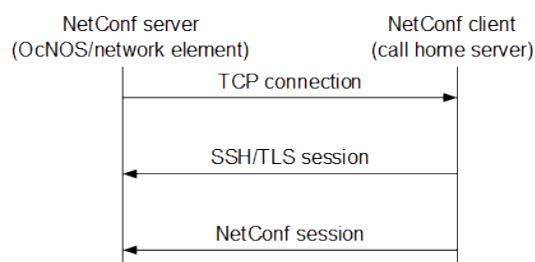 NetConf server
(OcNOS/network element)
NetConf client
(call home server)
TCP connection
SSH/TLS session
NetConf session